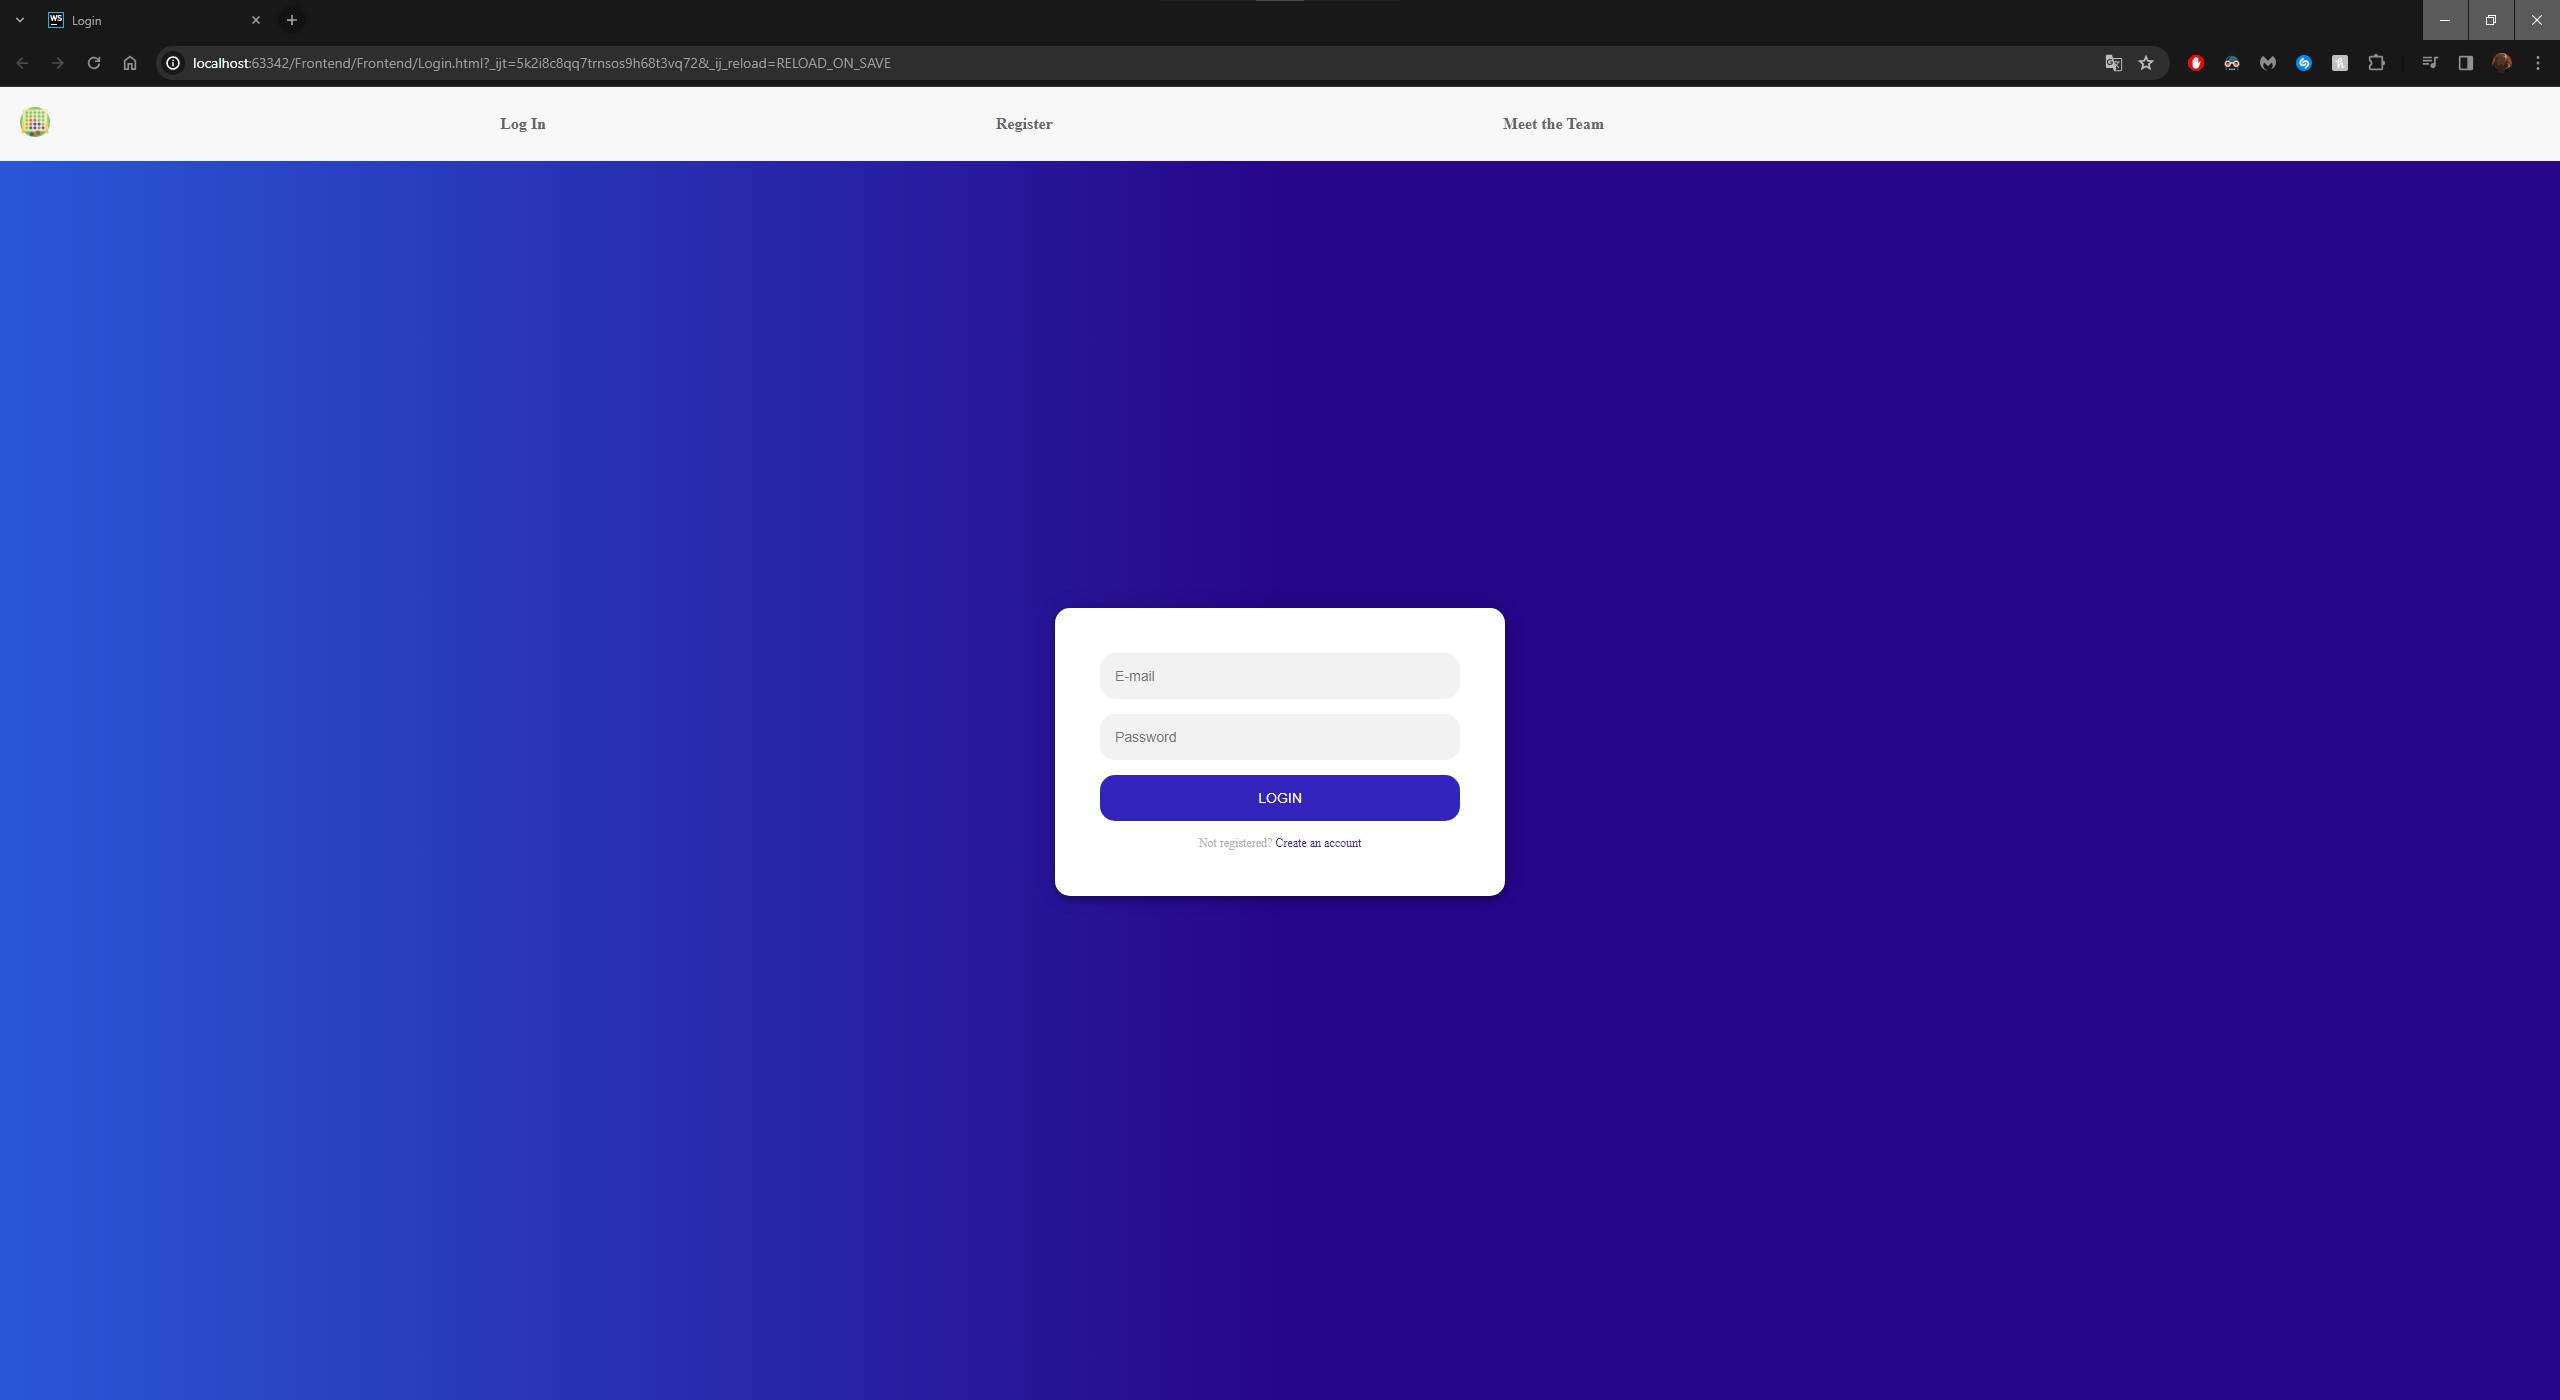 WS Login
localhost:63342/Frontend/Frontend/Login.html?_ijt=5k2i8c8qq7trnsos9h68t3vq72&_ij_reload=RELOAD_ON_SAVE
Log In Register Meet the Team
E-mail
Password
LOGIN
Not registered? Create an account